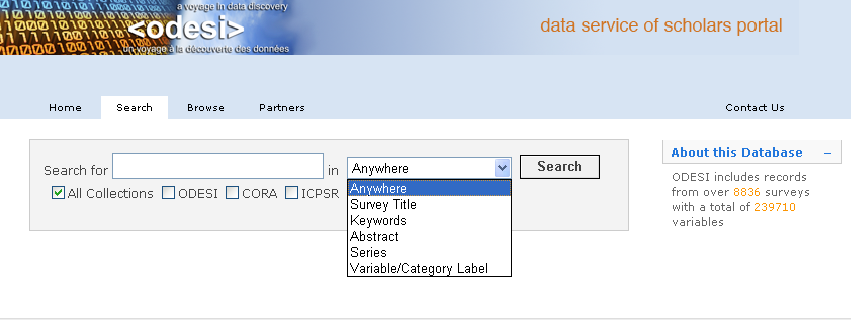 a voyage in data discovery
<odesi>
un voyage à la découverte des données
data service of scholars portal
Home Search Browse Partners Contact Us
Search for in Anywhere Search
All Collections ODESI CORA ICPSR
Anywhere
Survey Title
Keywords
Abstract
Series
Variable/Category Label
About this Database –
ODESI includes records
from over 8836 surveys
with a total of 239710
variables